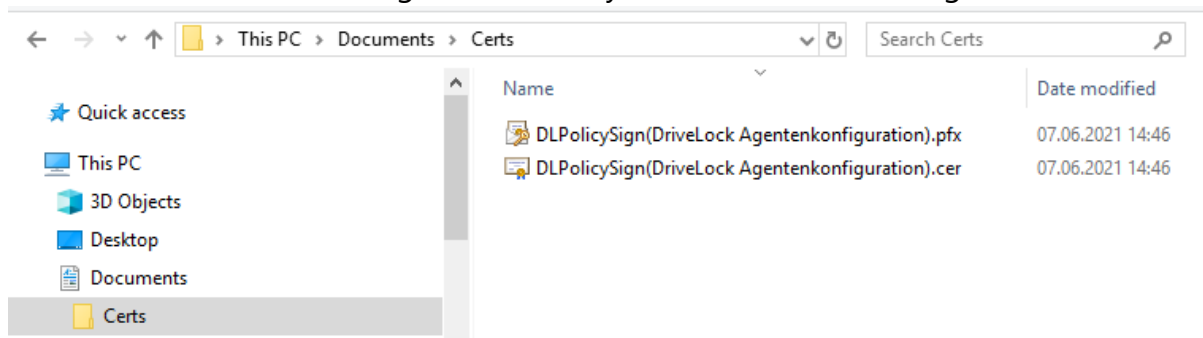 This PC > Documents > Certs
Search Certs
Quick access
This PC
3D Objects
Desktop
Documents
Certs
Name
Date modified
DLPolicySign(DriveLock Agentenkonfiguration).pfx 07.06.2021 14:46
DLPolicySign(DriveLock Agentenkonfiguration).cer 07.06.2021 14:46